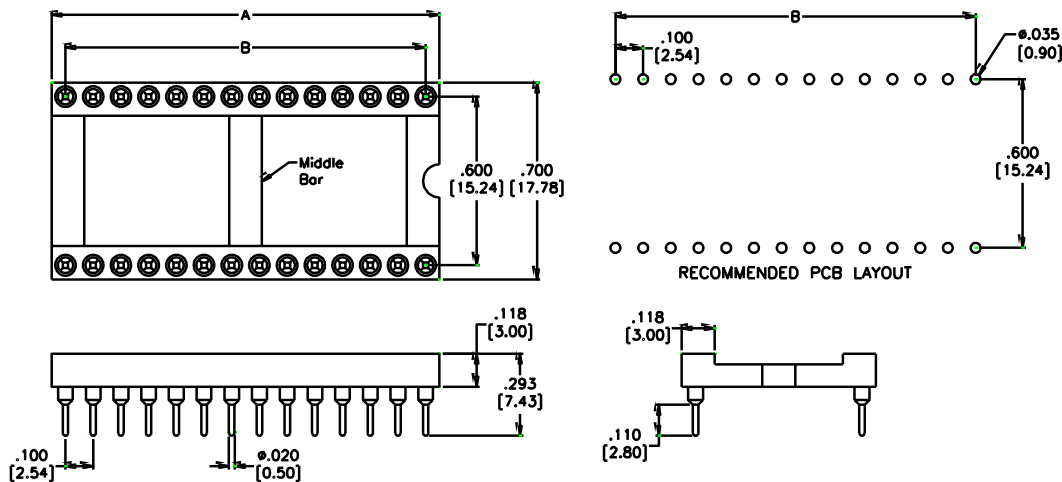 A
B
Middle
Bar
.600
[15.24]
.700
[17.78]
B
.100
[2.54]
ø.035
[0.90]
.600
[15.24]
RECOMMENDED PCB LAYOUT
.118
[3.00]
.293
[7.43]
.100
[2.54]
ø.020
[0.50]
.118
[3.00]
.110
[2.80]